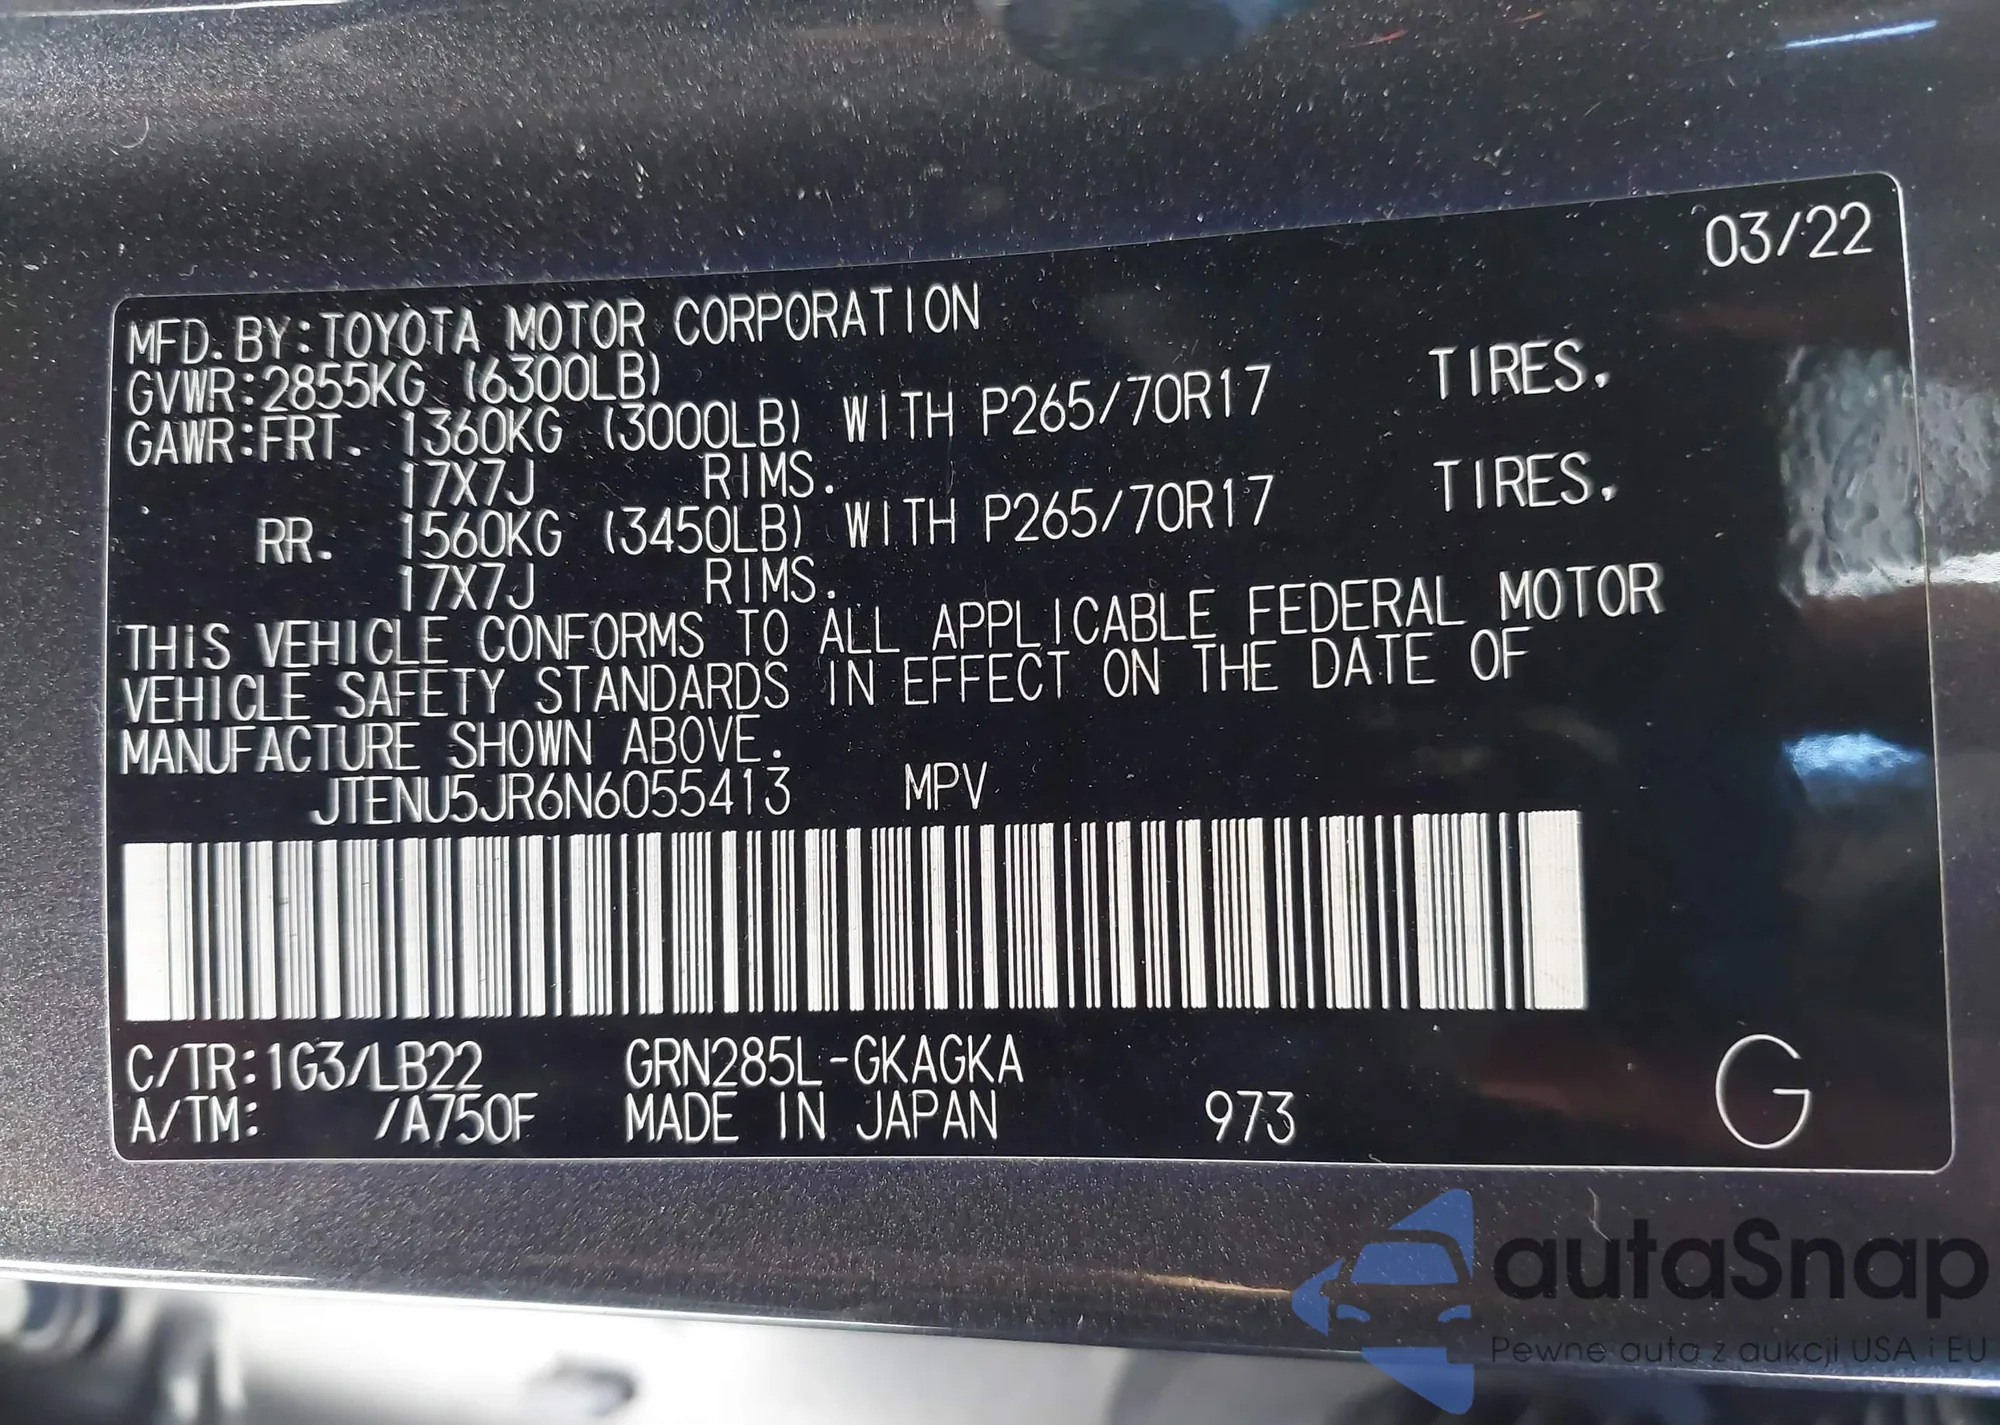 03/22
MFD. BY:TOYOTA MOTOR CORPORATION
GVWR:2855KG (6300LB)
GAWR:FRT. 1360KG (3000LB) WITH P265/70R17 TIRES,
17X7J RIMS.
RR. 1560KG (3450LB) WITH P265/70R17 TIRES,
17X7J RIMS.
THIS VEHICLE CONFORMS TO ALL APPLICABLE FEDERAL MOTOR
VEHICLE SAFETY STANDARDS IN EFFECT ON THE DATE OF
MANUFACTURE SHOWN ABOVE.
JTENU5JR6N6055413 MPV
C/TR:1G3/LB22 GRN285L-GKAGKA
A/TM: /A750F MADE IN JAPAN 973 G
autaSnap
Pewne auta z aukcji USA i EU